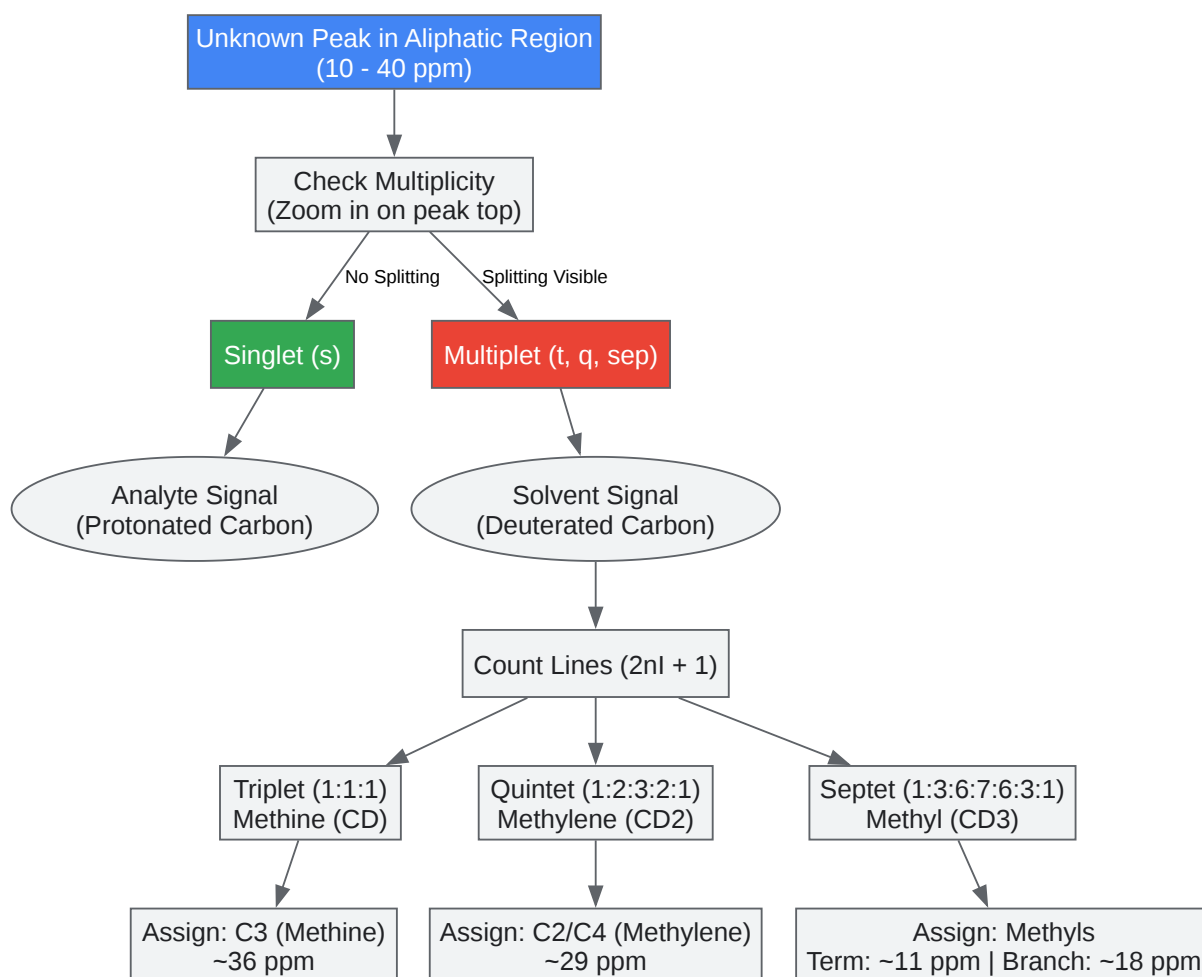 Unknown Peak in Aliphatic Region
(10 - 40 ppm)
Check Multiplicity
(Zoom in on peak top)
No Splitting
Splitting Visible
Singlet (s)
Multiplet (t, q, sep)
Analyte Signal
(Protonated Carbon)
Solvent Signal
(Deuterated Carbon)
Count Lines (2nI + 1)
Triplet (1:1:1)
Methine (CD)
Quintet (1:2:3:2:1)
Methylene (CD2)
Septet (1:3:6:7:6:3:1)
Methyl (CD3)
Assign: C3 (Methine)
~36 ppm
Assign: C2/C4 (Methylene)
~29 ppm
Assign: Methyls
Term: ~11 ppm | Branch: ~18 ppm